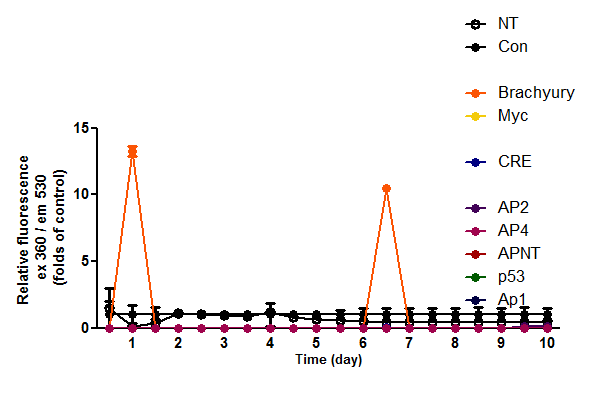 NT
Con
Brachyury
Myc
CRE
AP2
AP4
APNT
p53
Ap1
Relative fluorescence
ex 360 / em 530
(folds of control)
15
10
5
0
1 2 3 4 5 6 7 8 9 10
Time (day)